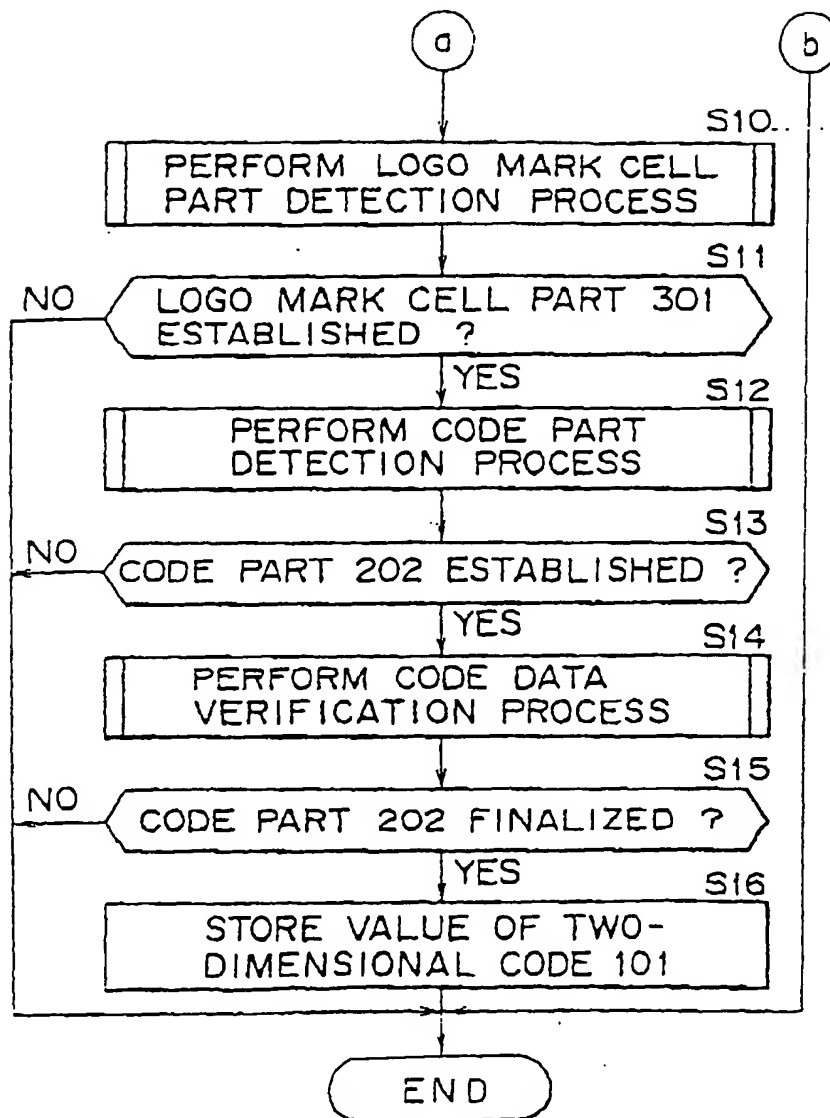 a
b
S10
PERFORM LOGO MARK CELL
PART DETECTION PROCESS
S11
NO
LOGO MARK CELL PART 301
ESTABLISHED ?
YES
S12
PERFORM CODE PART
DETECTION PROCESS
S13
NO
CODE PART 202 ESTABLISHED ?
YES
S14
PERFORM CODE DATA
VERIFICATION PROCESS
S15
NO
CODE PART 202 FINALIZED ?
YES
S16
STORE VALUE OF TWO-
DIMENSIONAL CODE 101
END